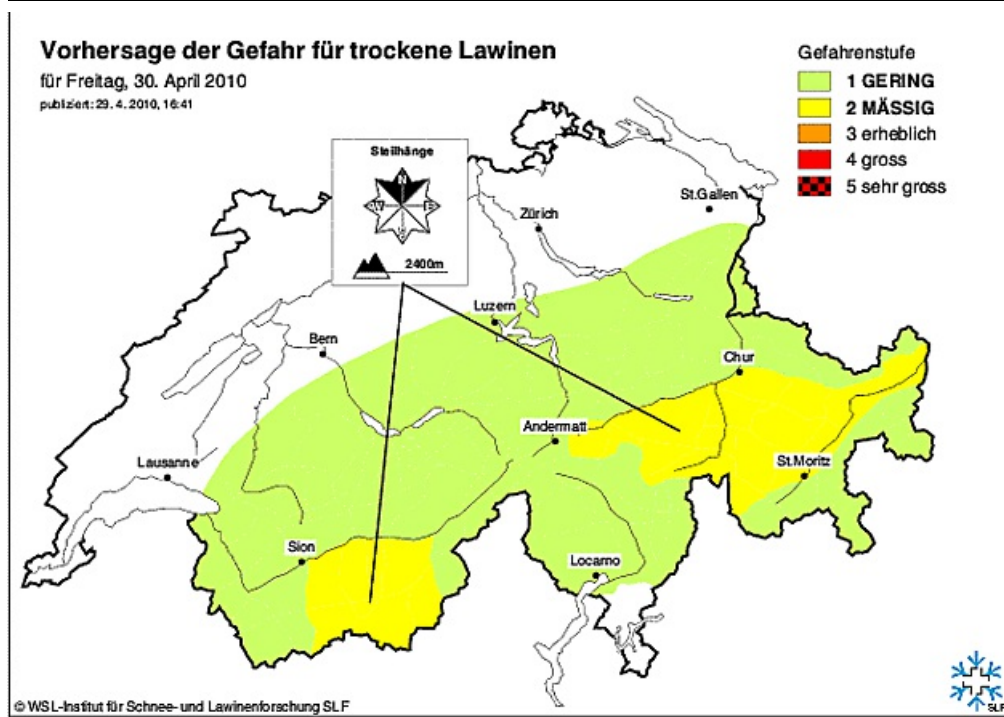 Vorhersage der Gefahr für trockene Lawinen
für Freitag, 30. April 2010
publiziert: 29. 4. 2010, 16:41
Gefahrenstufe
1 GERING
2 MÄSSIG
3 erheblich
4 gross
5 sehr gross
Steilhänge
N
W E
S
2400m
St.Gallen
Zürich
Luzern
Bern
Chur
Andermatt
St.Moritz
Lausanne
Sion
Locarno
© WSL-Institut für Schnee- und Lawinenforschung SLF
SLF